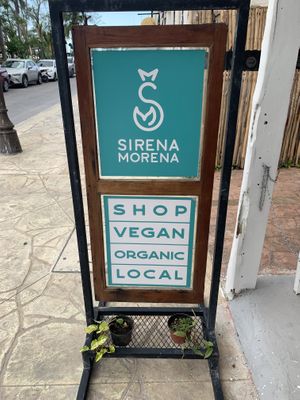 SIRENA
MORENA
SHOP
VEGAN
ORGANIC
LOCAL